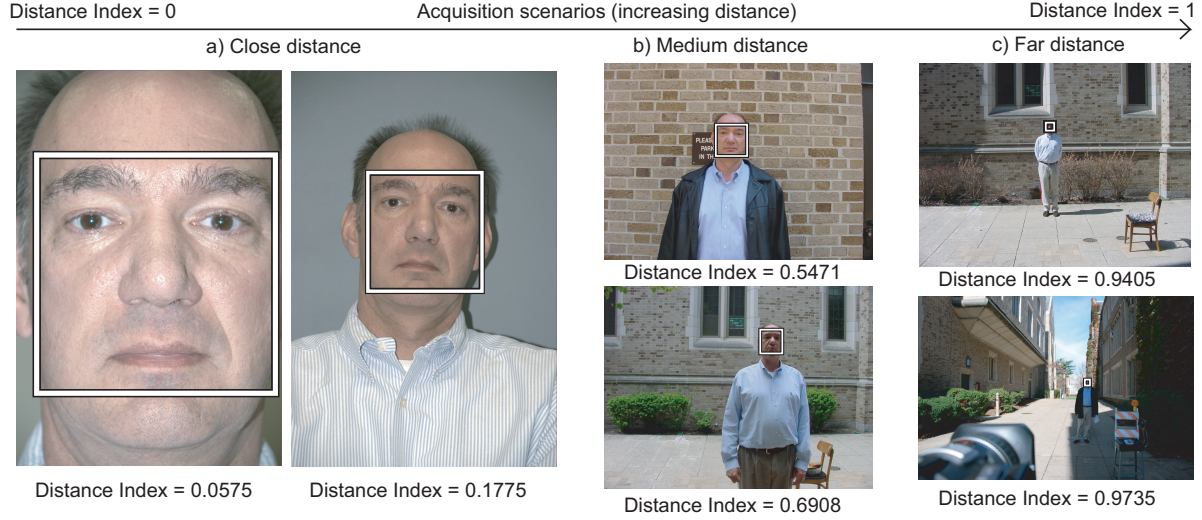 Distance Index = 0
Acquisition scenarios (increasing distance)
Distance Index = 1
a) Close distance
b) Medium distance
c) Far distance
PLEAS
PARK
IN TH
Distance Index = 0.5471
Distance Index = 0.9405
Distance Index = 0.0575
Distance Index = 0.1775
Distance Index = 0.6908
Distance Index = 0.9735